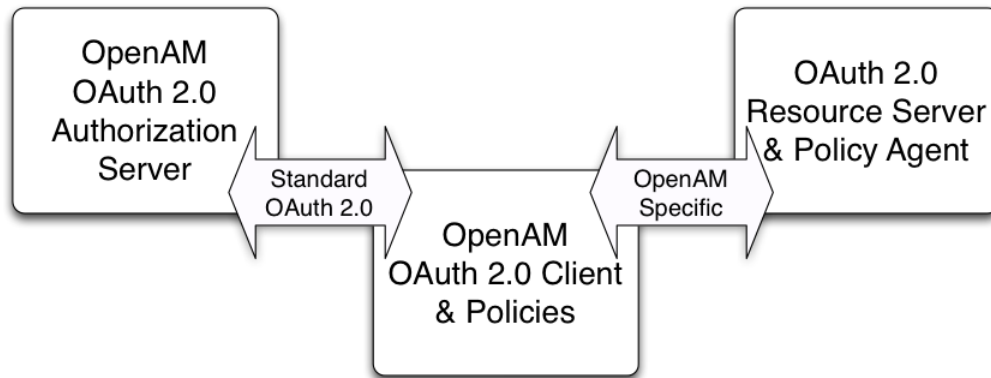 OpenAM
OAuth 2.0
Authorization
Server
Standard
OAuth 2.0
OpenAM
OAuth 2.0 Client
& Policies
OpenAM
Specific
OAuth 2.0
Resource Server
& Policy Agent